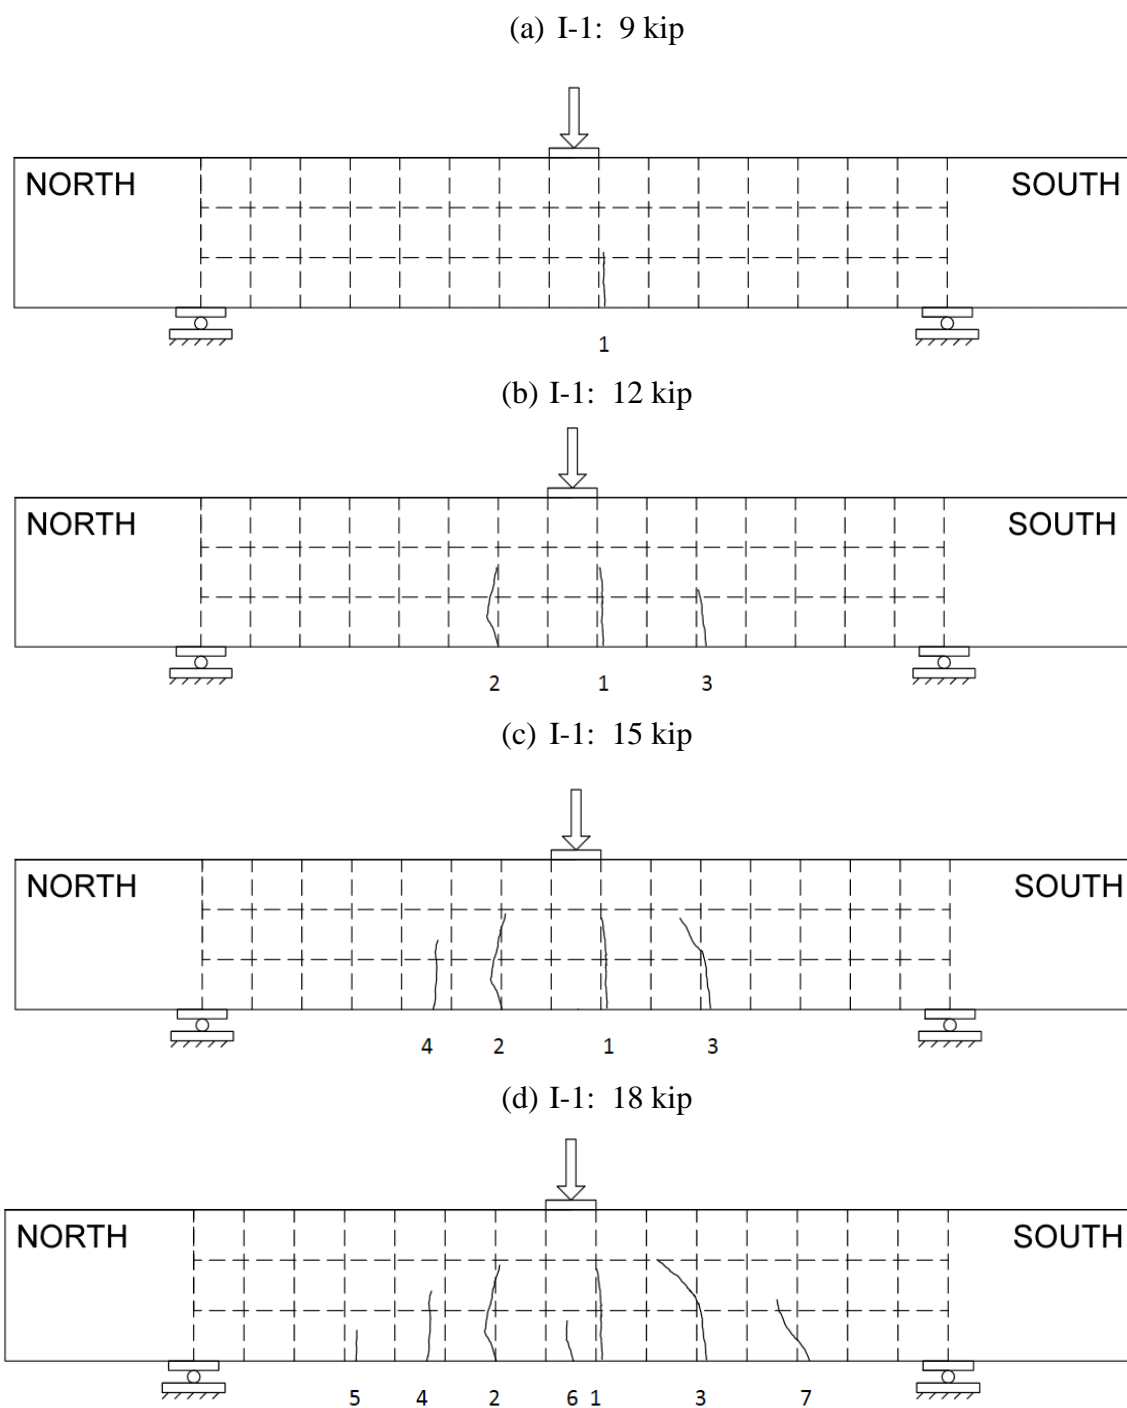 (a) I-1: 9 kip
NORTH SOUTH
1
(b) I-1: 12 kip
NORTH SOUTH
2 1 3
(c) I-1: 15 kip
NORTH SOUTH
4 2 1 3
(d) I-1: 18 kip
NORTH SOUTH
5 4 2 6 1 3 7